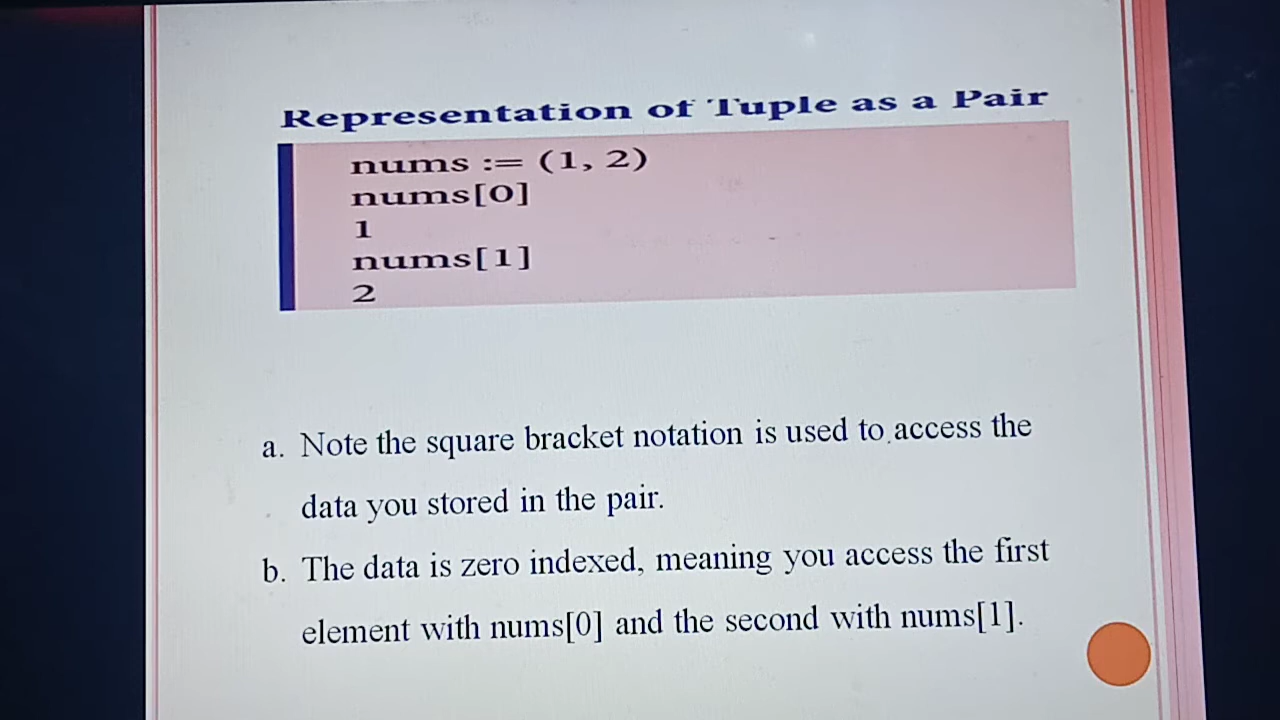 Representation of Tuple as a Pair
nums := (1, 2)
nums[0]
1
nums[1]
2
a. Note the square bracket notation is used to access the
data you stored in the pair.
b. The data is zero indexed, meaning you access the first
element with nums[0] and the second with nums[1].